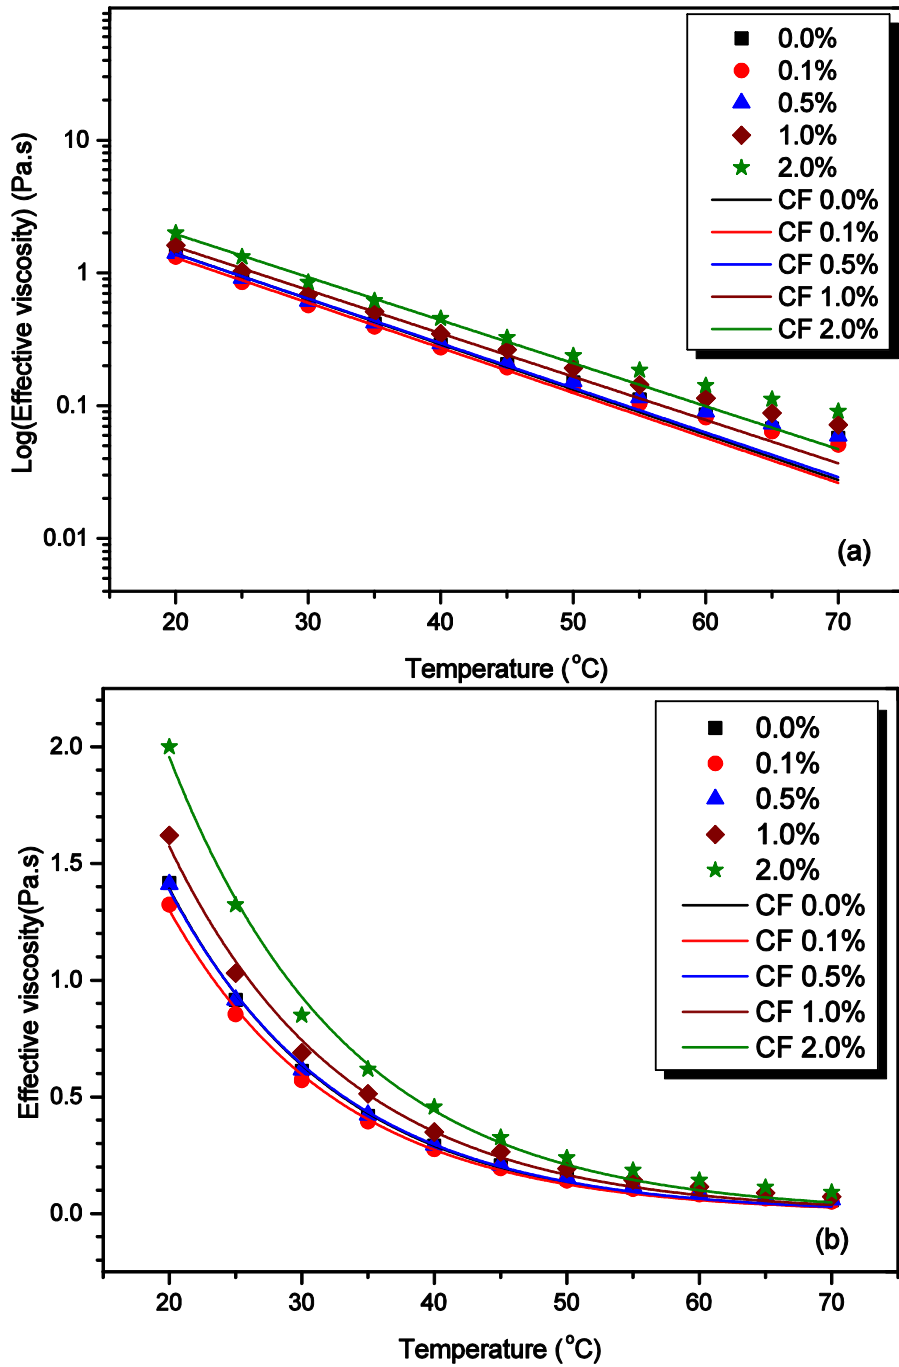 0.0%
0.1%
0.5%
1.0%
2.0%
CF 0.0%
CF 0.1%
CF 0.5%
CF 1.0%
CF 2.0%
10
1
0.1
0.01
Log(Effective viscosity) (Pa.s)
(a)
20 30 40 50 60 70
Temperature (°C)
0.0%
0.1%
0.5%
1.0%
2.0%
CF 0.0%
CF 0.1%
CF 0.5%
CF 1.0%
CF 2.0%
2.0
1.5
1.0
0.5
0.0
Effective viscosity(Pa.s)
(b)
20 30 40 50 60 70
Temperature (°C)